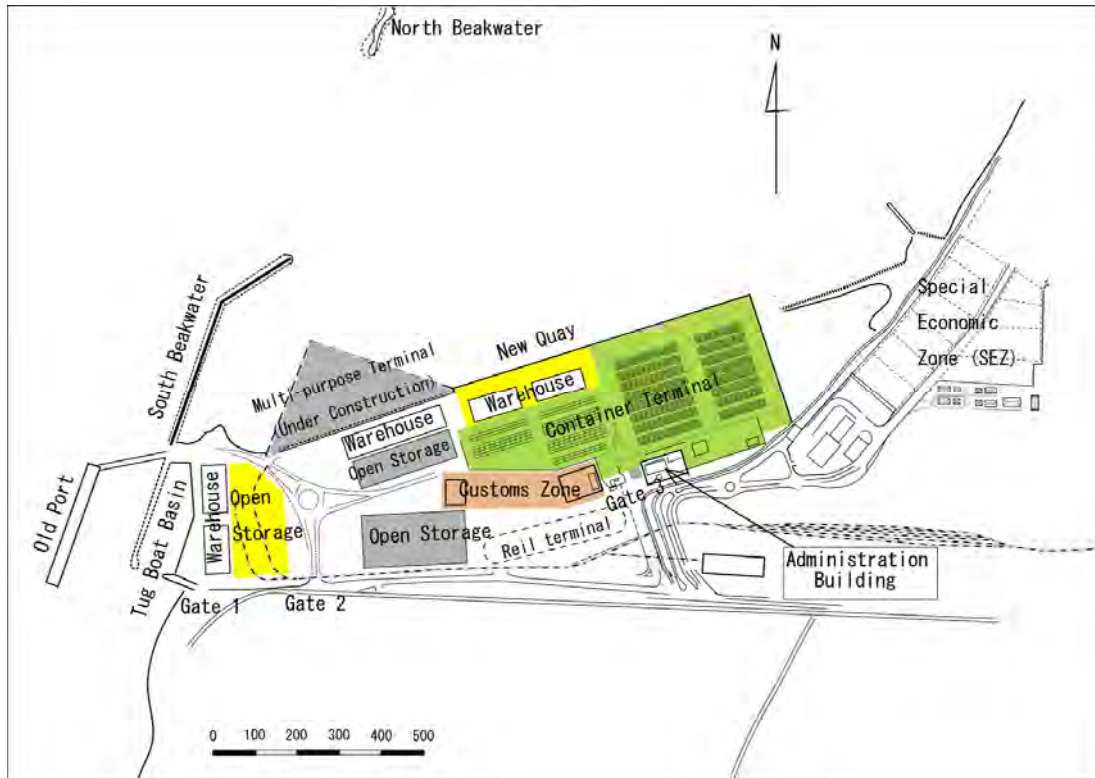 North Beakwater
N
South Beakwater
Special
Economic
Zone (SEZ)
New Quay
Multi-purpose Terminal
Under Construction)
Warehouse
Container Terminal
Warehouse
Open Storage
Customs Zone
Gate 3
Old Port
Tug Boat Basin
Warehouse
Open
Storage
Open Storage
Reil terminal
Administration
Building
Gate 1
Gate 2
0 100 200 300 400 500